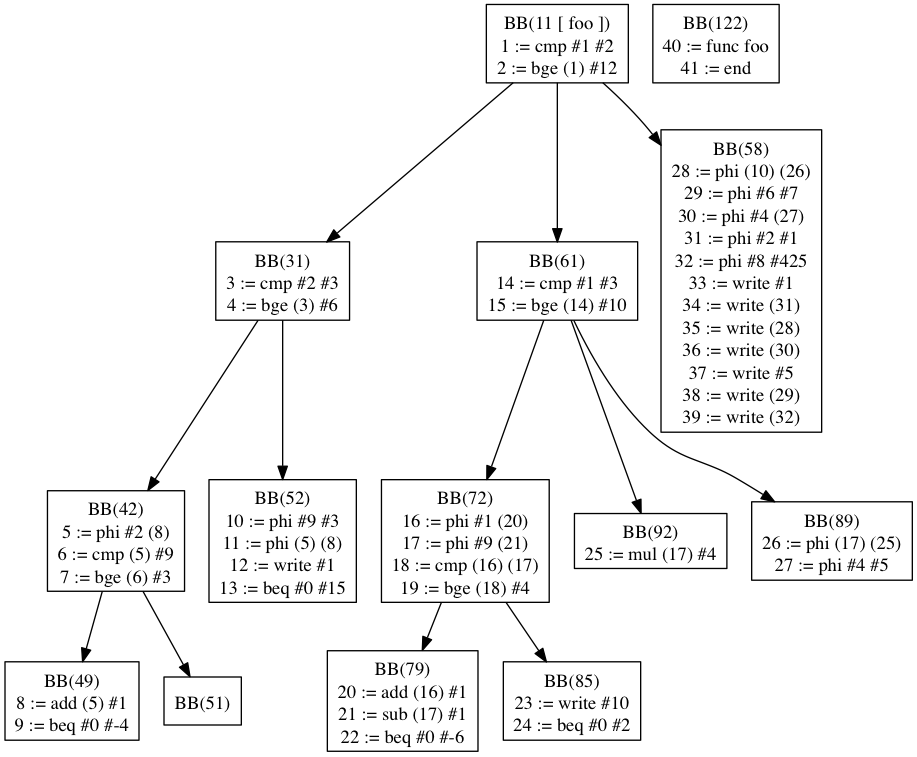 BB(11 [ foo ])
1 := cmp #1 #2
2 := bge (1) #12
BB(122)
40 := func foo
41 := end
BB(58)
28 := phi (10) (26)
29 := phi #6 #7
30 := phi #4 (27)
31 := phi #2 #1
32 := phi #8 #425
33 := write #1
34 := write (31)
35 := write (28)
36 := write (30)
37 := write #5
38 := write (29)
39 := write (32)
BB(31)
3 := cmp #2 #3
4 := bge (3) #6
BB(61)
14 := cmp #1 #3
15 := bge (14) #10
BB(42)
5 := phi #2 (8)
6 := cmp (5) #9
7 := bge (6) #3
BB(52)
10 := phi #9 #3
11 := phi (5) (8)
12 := write #1
13 := beq #0 #15
BB(72)
16 := phi #1 (20)
17 := phi #9 (21)
18 := cmp (16) (17)
19 := bge (18) #4
BB(92)
25 := mul (17) #4
BB(89)
26 := phi (17) (25)
27 := phi #4 #5
BB(49)
8 := add (5) #1
9 := beq #0 #-4
BB(51)
BB(79)
20 := add (16) #1
21 := sub (17) #1
22 := beq #0 #-6
BB(85)
23 := write #10
24 := beq #0 #2